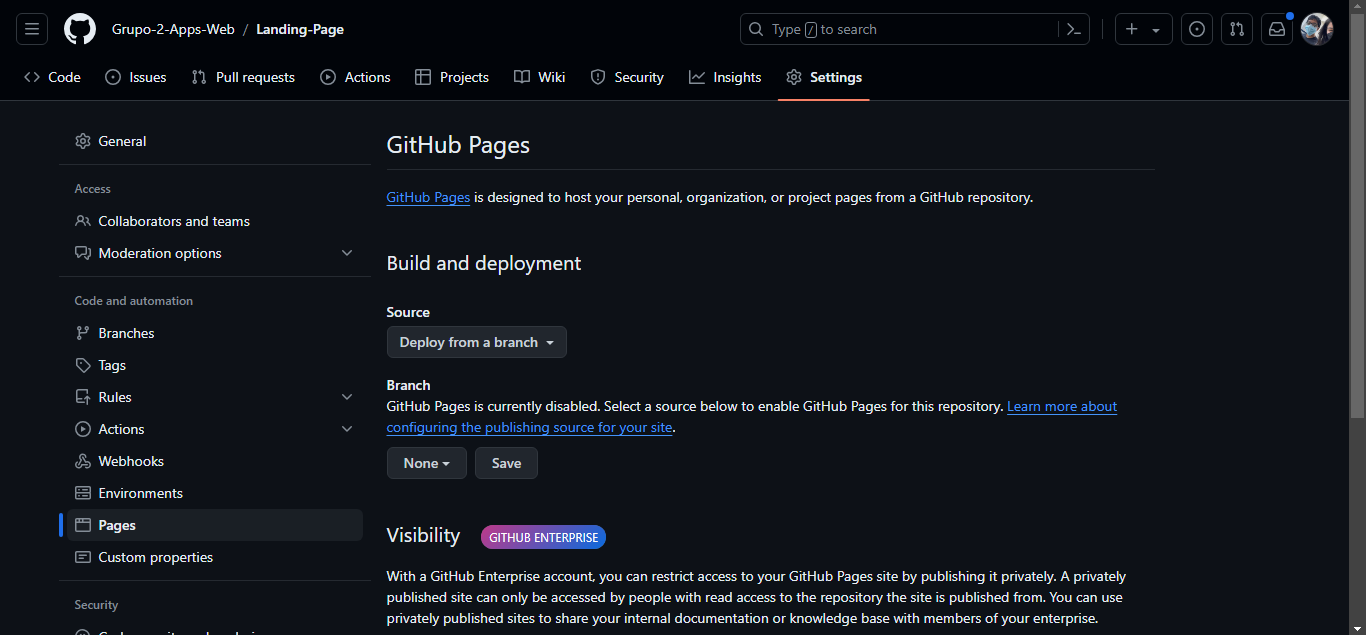 Grupo-2-Apps-Web / Landing-Page
Type / to search
Code Issues Pull requests Actions Projects Wiki Security Insights Settings
General
Access
Collaborators and teams
Moderation options
Code and automation
Branches
Tags
Rules
Actions
Webhooks
Environments
Pages
Custom properties
Security
GitHub Pages
GitHub Pages is designed to host your personal, organization, or project pages from a GitHub repository.
Build and deployment
Source
Deploy from a branch
Branch
GitHub Pages is currently disabled. Select a source below to enable GitHub Pages for this repository. Learn more about
configuring the publishing source for your site.
None Save
Visibility GITHUB ENTERPRISE
With a GitHub Enterprise account, you can restrict access to your GitHub Pages site by publishing it privately. A privately
published site can only be accessed by people with read access to the repository the site is published from. You can use
privately published sites to share your internal documentation or knowledge base with members of your enterprise.